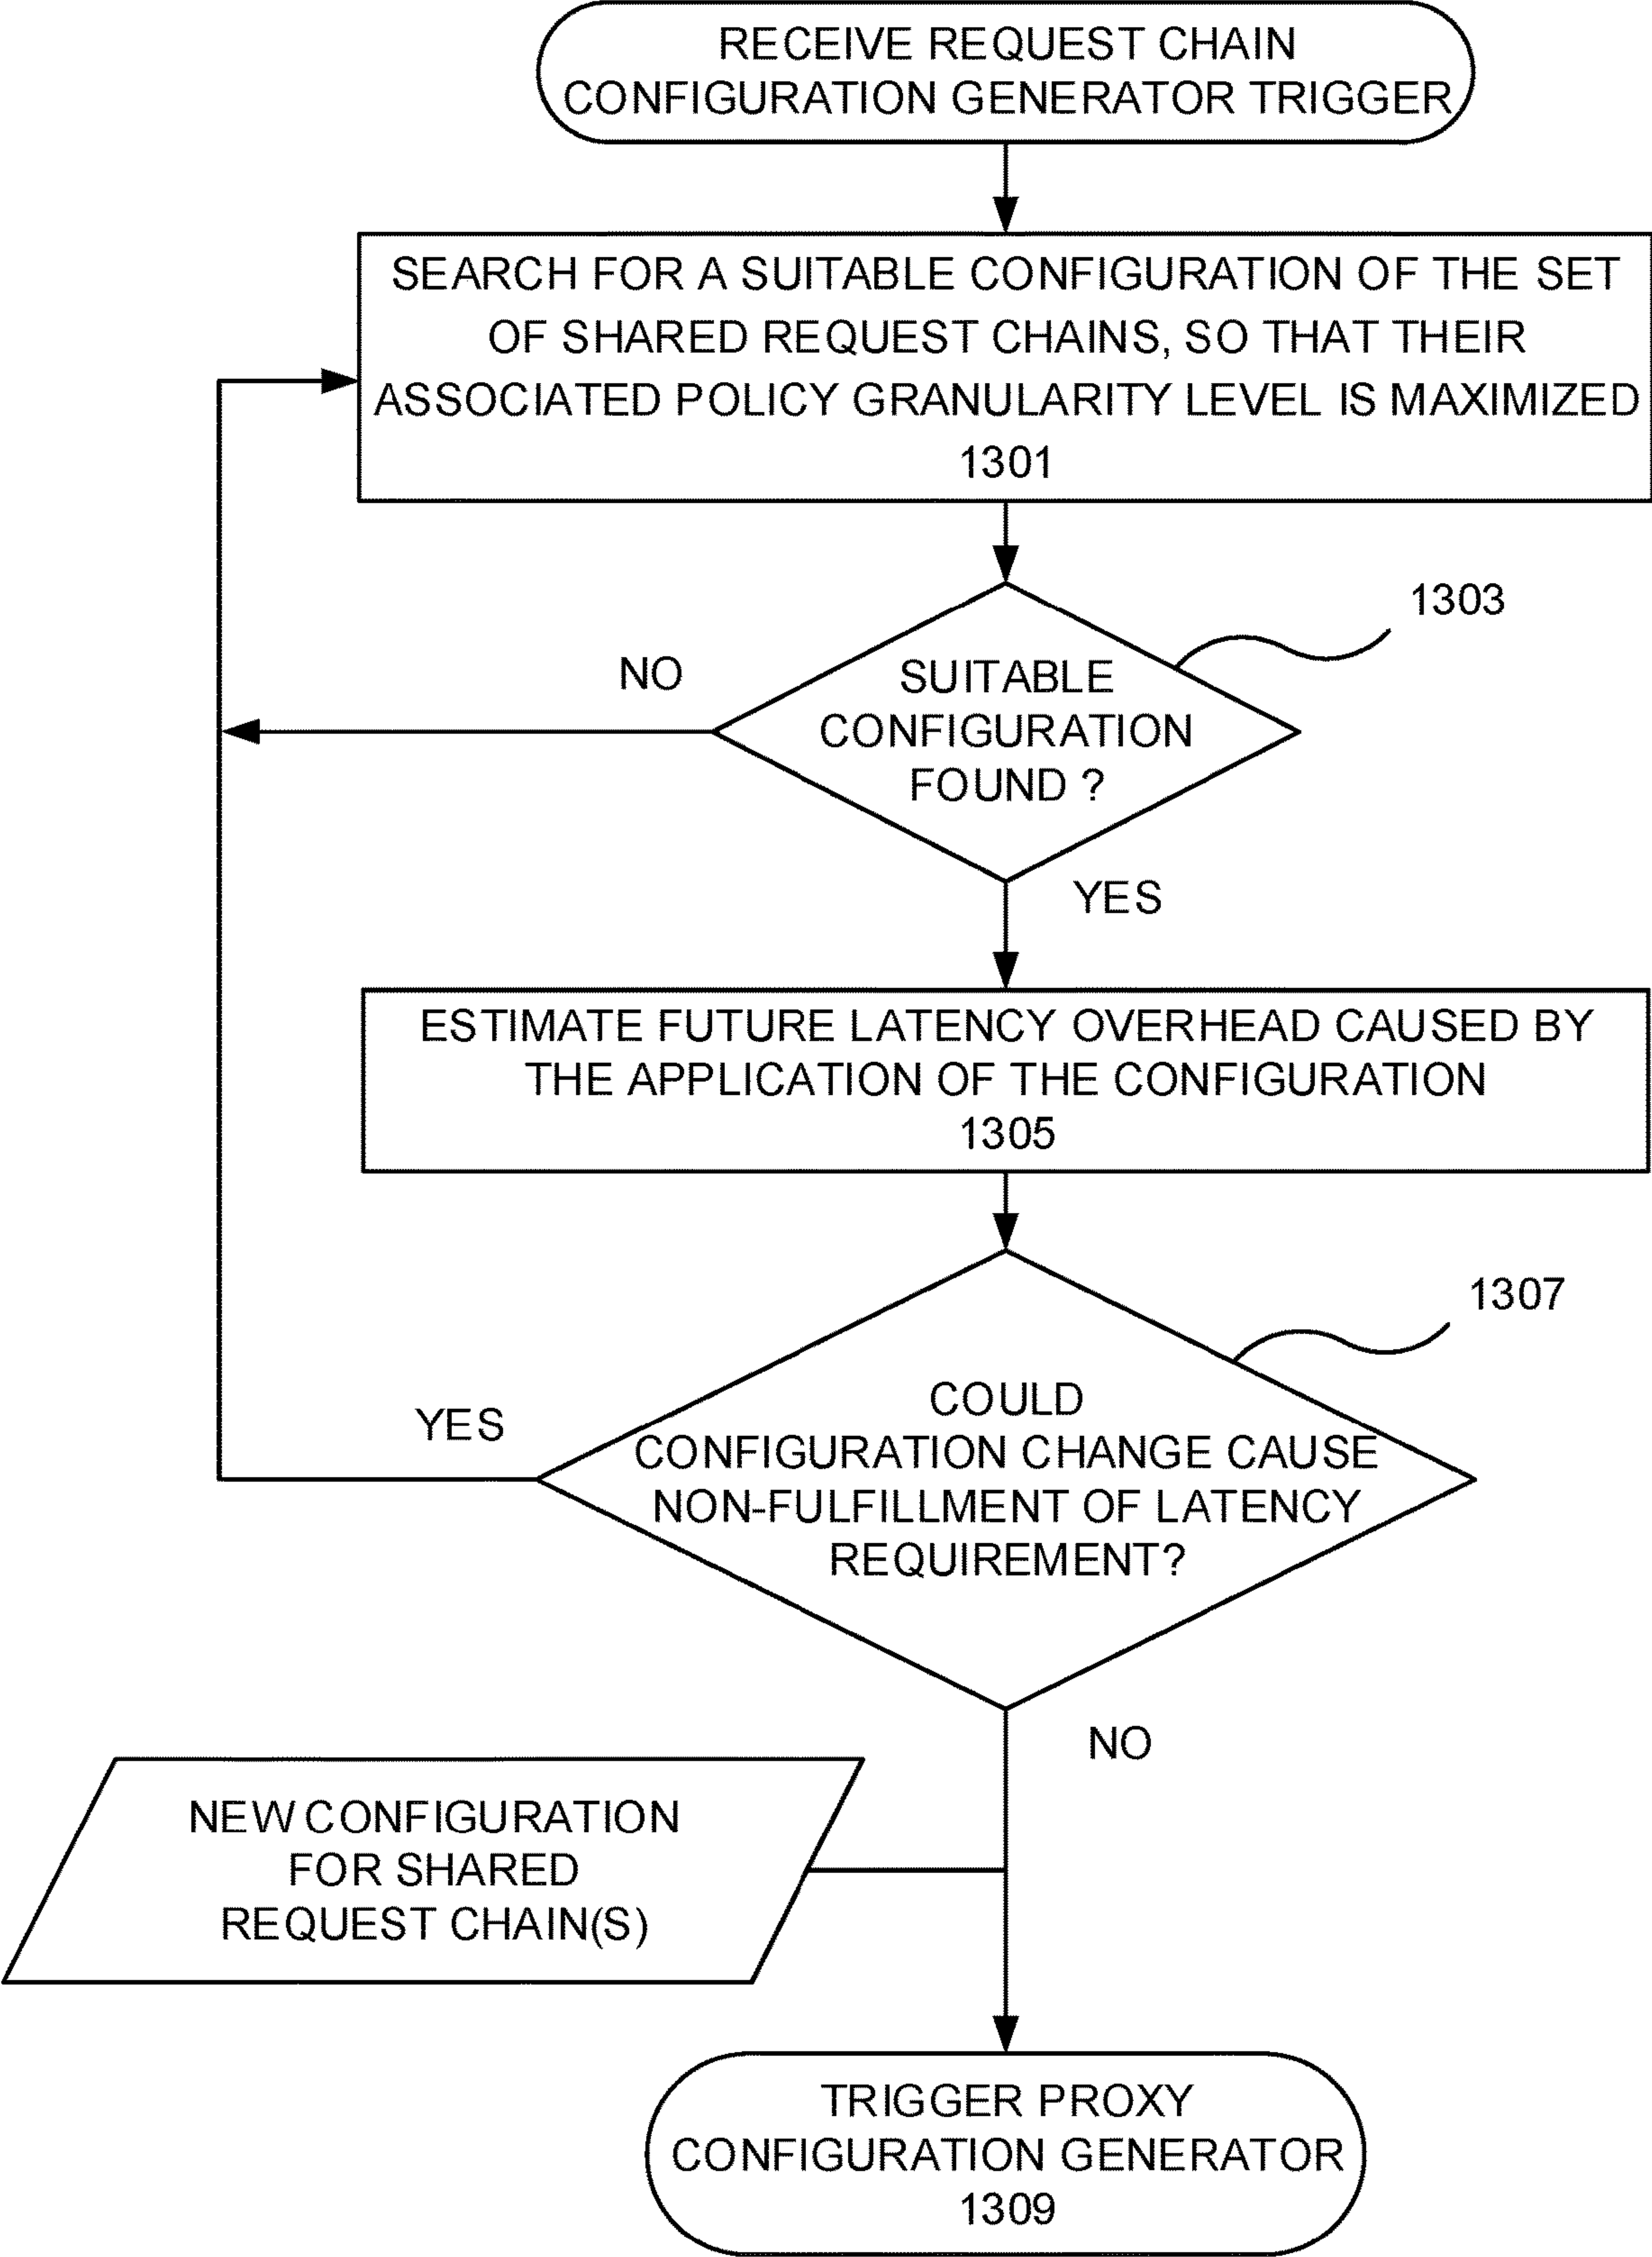 RECEIVE REQUEST CHAIN
CONFIGURATION GENERATOR TRIGGER
SEARCH FOR A SUITABLE CONFIGURATION OF THE SET
OF SHARED REQUEST CHAINS, SO THAT THEIR
ASSOCIATED POLICY GRANULARITY LEVEL IS MAXIMIZED
1301
1303
NO
SUITABLE
CONFIGURATION
FOUND ?
YES
ESTIMATE FUTURE LATENCY OVERHEAD CAUSED BY
THE APPLICATION OF THE CONFIGURATION
1305
1307
YES
COULD
CONFIGURATION CHANGE CAUSE
NON-FULFILLMENT OF LATENCY
REQUIREMENT?
NO
NEW CONFIGURATION
FOR SHARED
REQUEST CHAIN(S)
TRIGGER PROXY
CONFIGURATION GENERATOR
1309